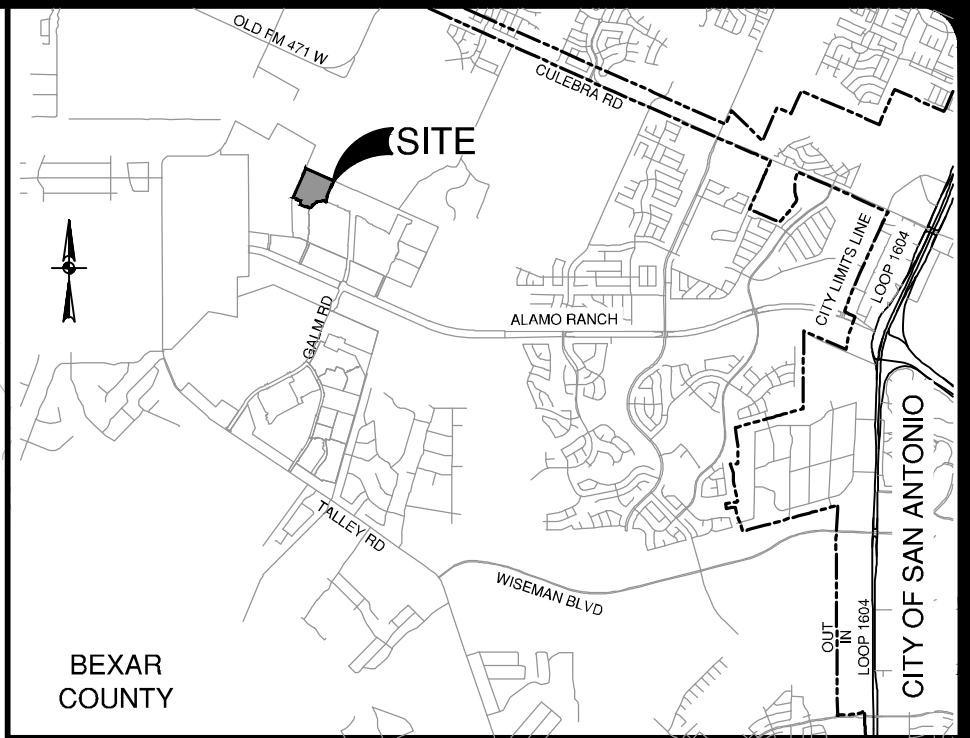 OLD FM 471 W
CULEBRA RD
SITE
CITY LIMITS LINE
LOOP 1604
ALAMO RANCH
GALM RD
CITY OF SAN ANTONIO
TALLEY RD
WISEMAN BLVD
OUT
IN
LOOP 1604
BEXAR
COUNTY